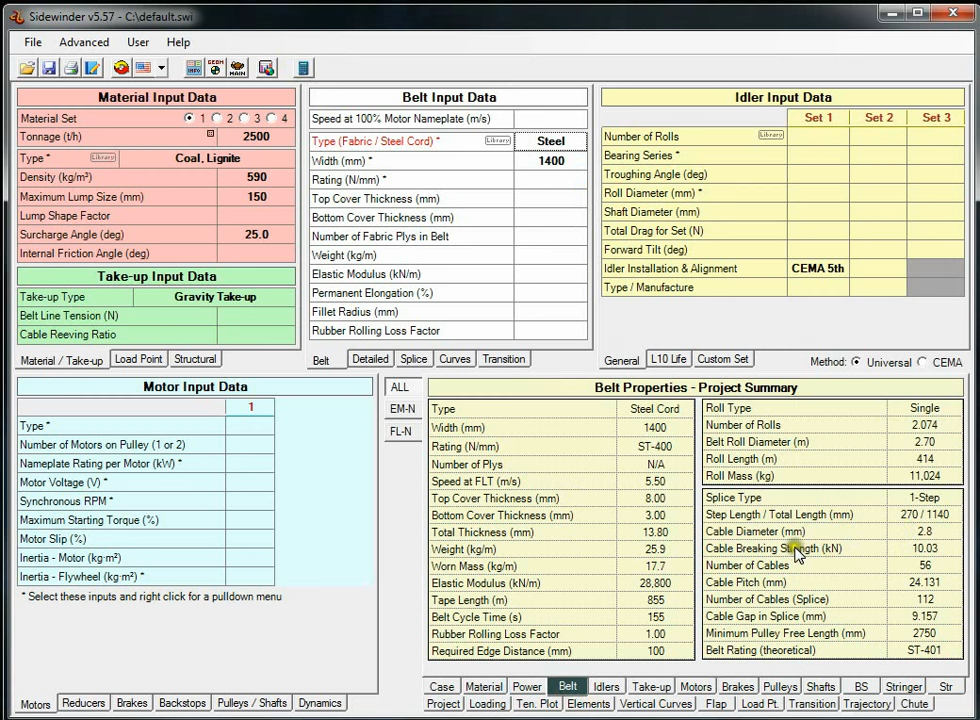 Sidewinder v5.57 - C:\default.swi
File Advanced User Help
Material Input Data
Material Set 1 2 3 4
Tonnage (t/h) 2500
Type * Library Coal, Lignite
Density (kg/m³) 590
Maximum Lump Size (mm) 150
Lump Shape Factor
Surcharge Angle (deg) 25.0
Internal Friction Angle (deg)
Take-up Input Data
Take-up Type Gravity Take-up
Belt Line Tension (N)
Cable Reeving Ratio
Material / Take-up Load Point Structural
Belt Input Data
Speed at 100% Motor Nameplate (m/s)
Type (Fabric / Steel Cord) * Library Steel
Width (mm) * 1400
Rating (N/mm) *
Top Cover Thickness (mm)
Bottom Cover Thickness (mm)
Number of Fabric Plys in Belt
Weight (kg/m)
Elastic Modulus (kN/m)
Permanent Elongation (%)
Fillet Radius (mm)
Rubber Rolling Loss Factor
Belt Detailed Splice Curves Transition
Idler Input Data
Set 1 Set 2 Set 3
Number of Rolls Library
Bearing Series *
Troughing Angle (deg)
Roll Diameter (mm) *
Shaft Diameter (mm)
Total Drag for Set (N)
Forward Tilt (deg)
Idler Installation & Alignment CEMA 5th
Type / Manufacture
General L10 Life Custom Set Method: Universal CEMA
Motor Input Data
1
Type *
Number of Motors on Pulley (1 or 2)
Nameplate Rating per Motor (kW) *
Motor Voltage (V) *
Synchronous RPM *
Maximum Starting Torque (%)
Motor Slip (%)
Inertia - Motor (kg·m²)
Inertia - Flywheel (kg·m²) *
* Select these inputs and right click for a pulldown menu
Motors Reducers Brakes Backstops Pulleys / Shafts Dynamics
ALL
EM-N
FL-N
Belt Properties - Project Summary
Type Steel Cord
Width (mm) 1400
Rating (N/mm) ST-400
Number of Plys N/A
Speed at FLT (m/s) 5.50
Top Cover Thickness (mm) 8.00
Bottom Cover Thickness (mm) 3.00
Total Thickness (mm) 13.80
Weight (kg/m) 25.9
Worn Mass (kg/m) 17.7
Elastic Modulus (kN/m) 28,800
Tape Length (m) 855
Belt Cycle Time (s) 155
Rubber Rolling Loss Factor 1.00
Required Edge Distance (mm) 100
Roll Type Single
Number of Rolls 2.074
Belt Roll Diameter (m) 2.70
Roll Length (m) 414
Roll Mass (kg) 11,024
Splice Type 1-Step
Step Length / Total Length (mm) 270 / 1140
Cable Diameter (mm) 2.8
Cable Breaking Strength (kN) 10.03
Number of Cables 56
Cable Pitch (mm) 24.131
Number of Cables (Splice) 112
Cable Gap in Splice (mm) 9.157
Minimum Pulley Free Length (mm) 2750
Belt Rating (theoretical) ST-401
Case Material Power Belt Idlers Take-up Motors Brakes Pulleys Shafts BS Stringer Str
Project Loading Ten. Plot Elements Vertical Curves Flap Load Pt. Transition Trajectory Chute